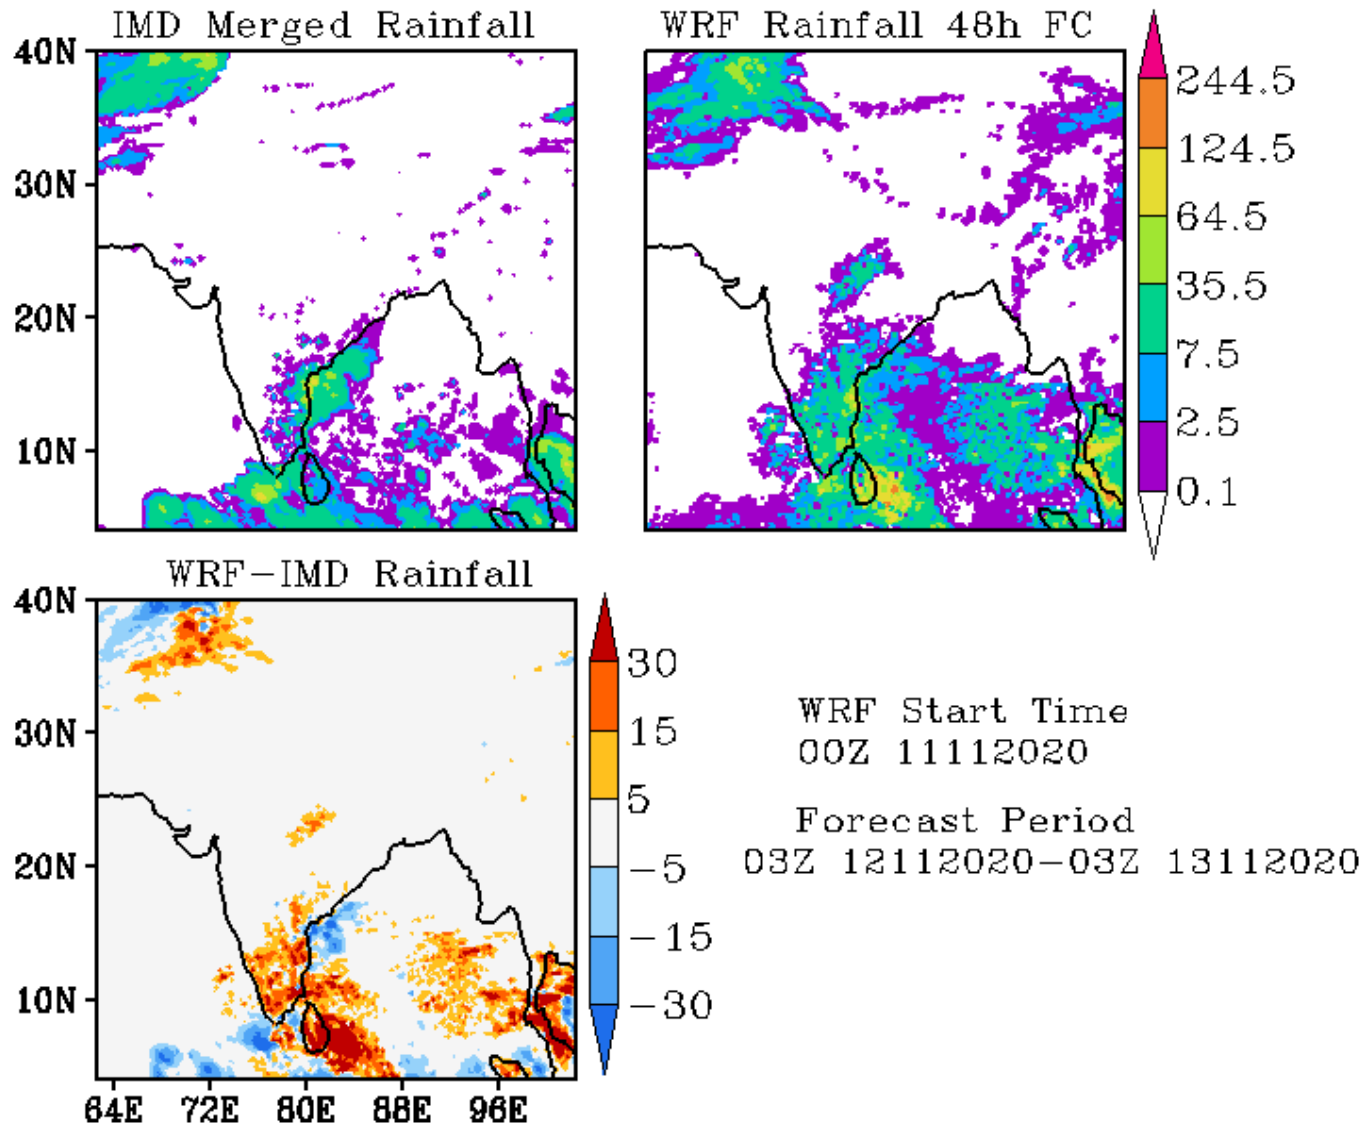 IMD Merged Rainfall
WRF Rainfall 48h FC
40N
30N
20N
10N
244.5
124.5
64.5
35.5
7.5
2.5
0.1
WRF-IMD Rainfall
40N
30N
20N
10N
64E 72E 80E 88E 96E
30
15
5
-5
-15
-30
WRF Start Time
00Z 11112020
Forecast Period
03Z 12112020-03Z 13112020